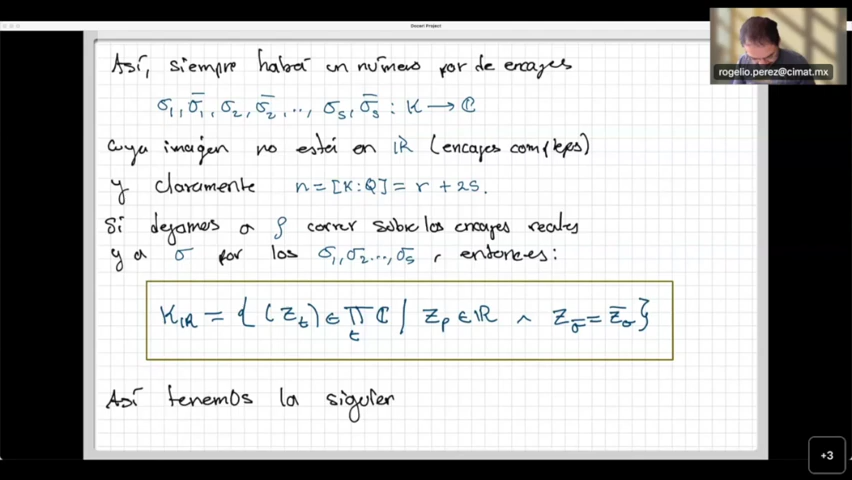 Doceri Project
rogelio.perez@cimat.mx
Así, siempre habrá un número par de encajes
σ₁, σ̄₁, σ₂, σ̄₂, .., σₛ, σ̄ₛ : K → ℂ
cuya imagen no está en ℝ (encajes complejos)
y claramente n = [K:ℚ] = r + 2s.
Si dejamos a ρ correr sobre los encajes reales
y a σ por los σ₁, σ₂ ..., σₛ, entonces:
K_ℝ = { (z_τ) ∈ ∏_τ ℂ / z_ρ ∈ ℝ ∧ z_σ̄ = z̄_σ }
Así tenemos la siguien
+3